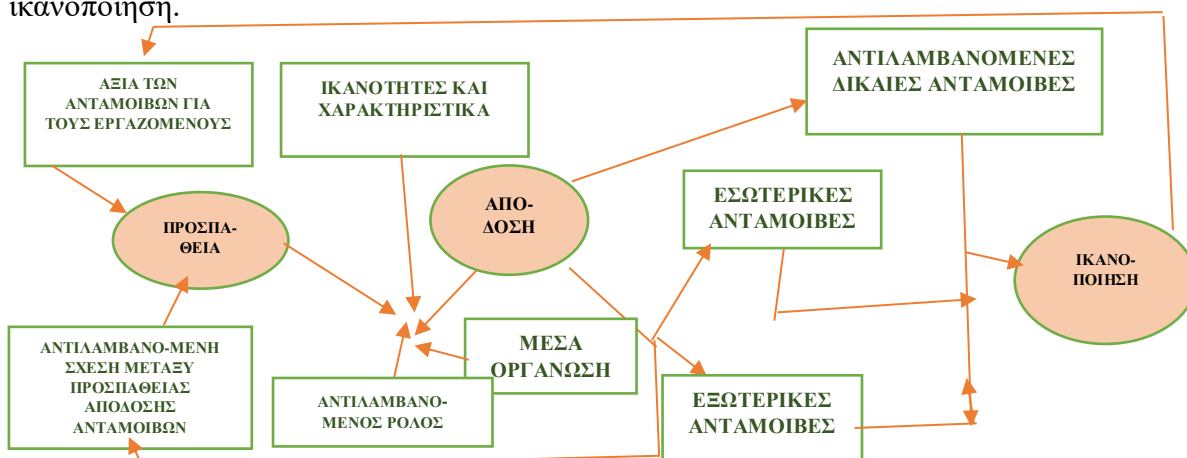 ικανοποίηση.
ΑΞΙΑ ΤΩΝ
ΑΝΤΑΜΟΙΒΩΝ ΓΙΑ
ΤΟΥΣ ΕΡΓΑΖΟΜΕΝΟΥΣ
ΙΚΑΝΟΤΗΤΕΣ ΚΑΙ
ΧΑΡΑΚΤΗΡΙΣΤΙΚΑ
ΑΝΤΙΛΑΜΒΑΝΟΜΕΝΕΣ
ΔΙΚΑΙΕΣ ΑΝΤΑΜΟΙΒΕΣ
ΠΡΟΣΠΑ-
ΘΕΙΑ
ΑΠΟ-
ΔΟΣΗ
ΕΣΩΤΕΡΙΚΕΣ
ΑΝΤΑΜΟΙΒΕΣ
ΙΚΑΝΟ-
ΠΟΙΗΣΗ
ΑΝΤΙΛΑΜΒΑΝΟ-ΜΕΝΗ
ΣΧΕΣΗ ΜΕΤΑΞΥ
ΠΡΟΣΠΑΘΕΙΑΣ
ΑΠΟΔΟΣΗΣ
ΑΝΤΑΜΟΙΒΩΝ
ΜΕΣΑ
ΟΡΓΑΝΩΣΗ
ΑΝΤΙΛΑΜΒΑΝΟ-
ΜΕΝΟΣ ΡΟΛΟΣ
ΕΞΩΤΕΡΙΚΕΣ
ΑΝΤΑΜΟΙΒΕΣ